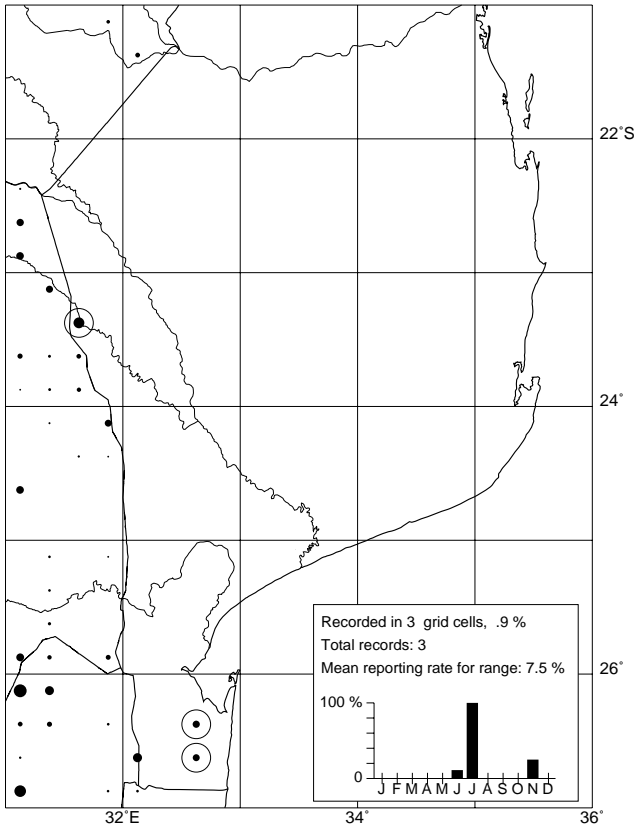 22˚S
24˚
Recorded in 3 grid cells, .9 %
Total records: 3
Mean reporting rate for range: 7.5 %
26˚
100 %
0
J F M A M J J A S O N D
32˚E
34˚
36˚